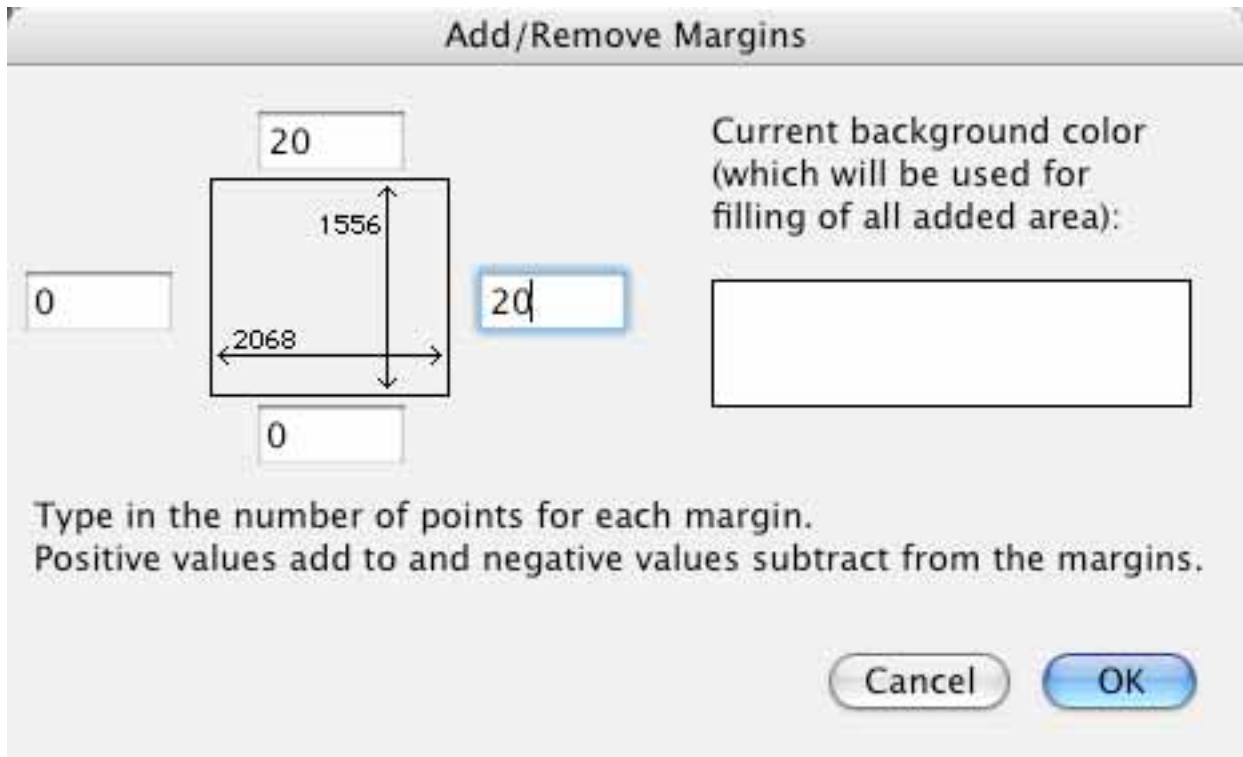 Add/Remove Margins
20
Current background color
(which will be used for
filling of all added area):
1556
0
20
2068
0
Type in the number of points for each margin.
Positive values add to and negative values subtract from the margins.
Cancel
OK